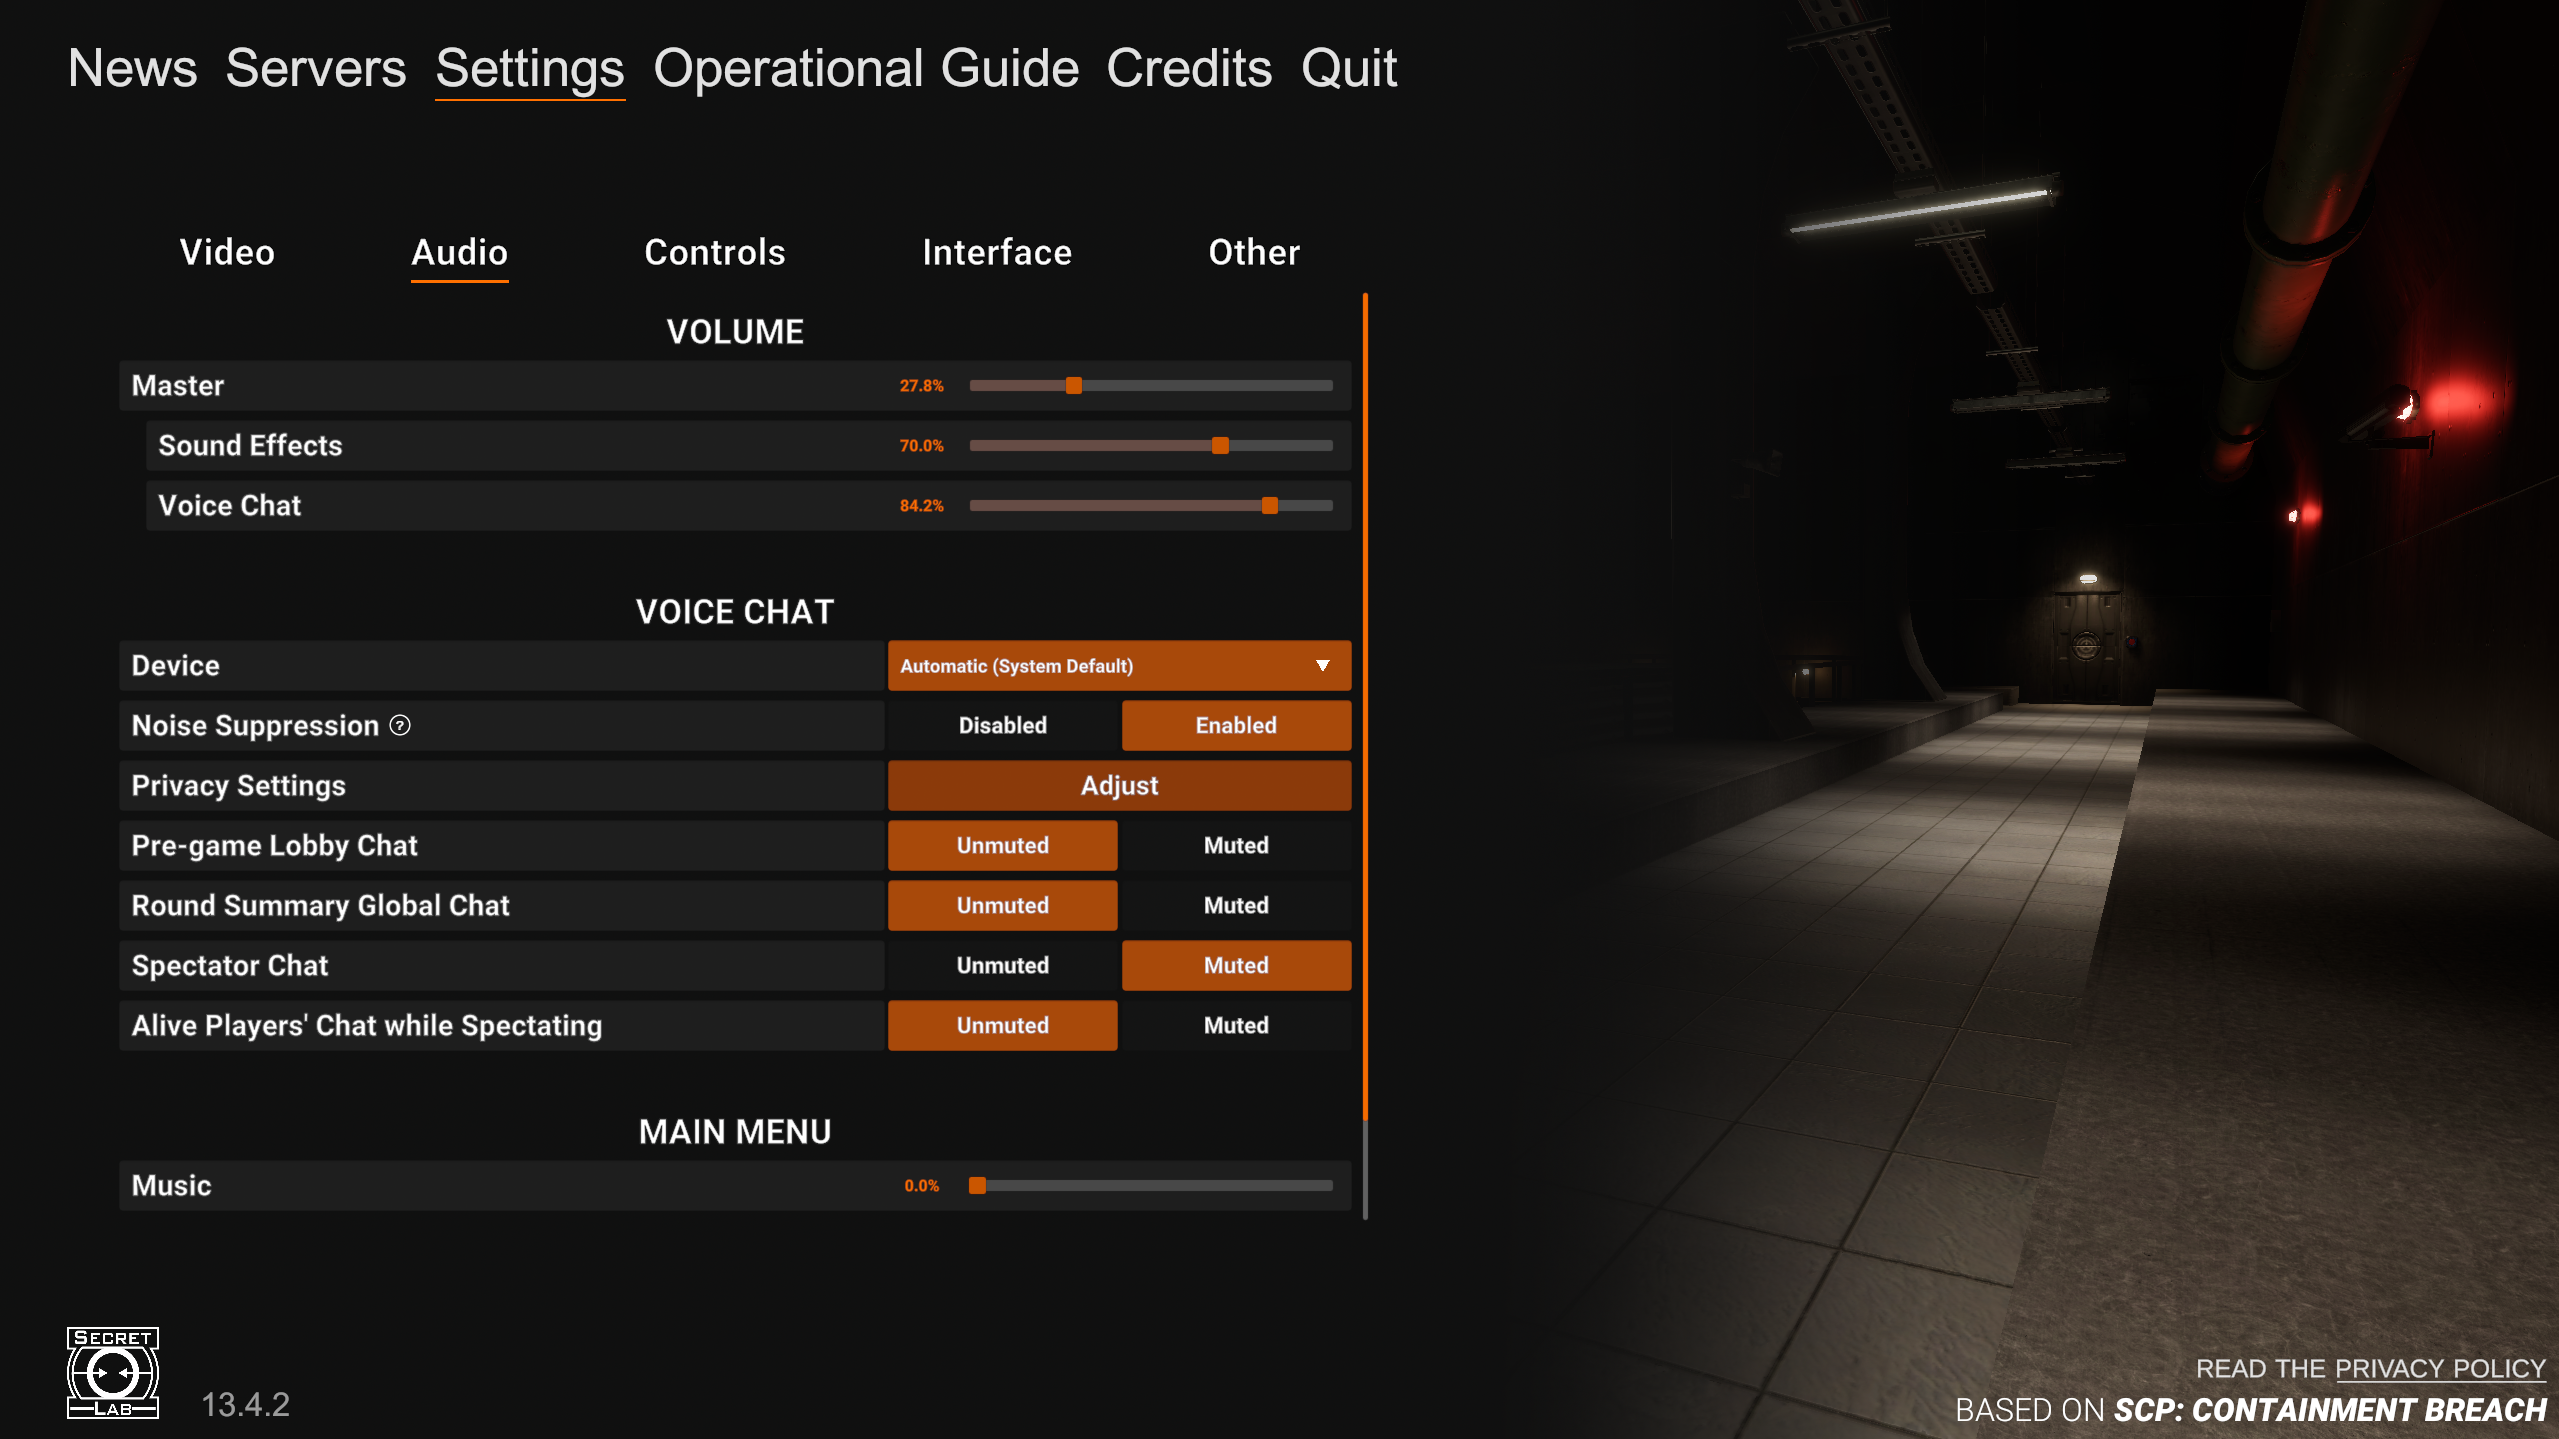 News Servers Settings Operational Guide Credits Quit
Video Audio Controls Interface Other
VOLUME
Master 27.8%
Sound Effects 70.0%
Voice Chat 84.2%
VOICE CHAT
Device Automatic (System Default)
Noise Suppression ? Disabled Enabled
Privacy Settings Adjust
Pre-game Lobby Chat Unmuted Muted
Round Summary Global Chat Unmuted Muted
Spectator Chat Unmuted Muted
Alive Players' Chat while Spectating Unmuted Muted
MAIN MENU
Music 0.0%
SECRET
LAB
13.4.2
READ THE PRIVACY POLICY
BASED ON SCP: CONTAINMENT BREACH